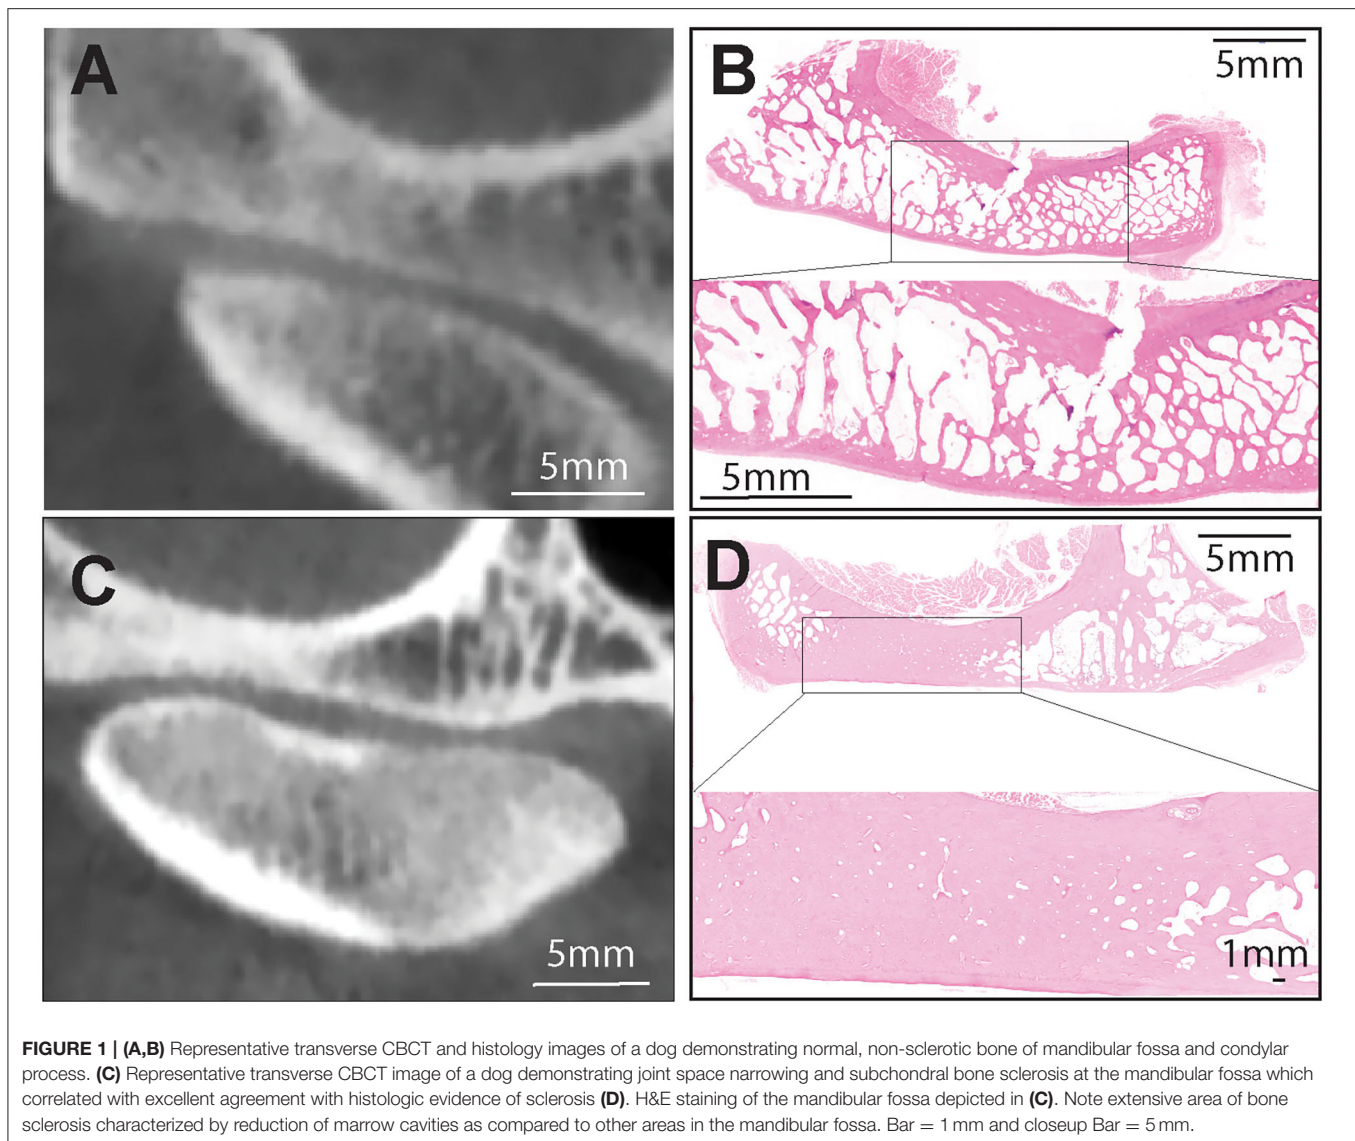 A
5mm
B
5mm
5mm
C
5mm
D
5mm
1mm
FIGURE 1 | (A,B) Representative transverse CBCT and histology images of a dog demonstrating normal, non-sclerotic bone of mandibular fossa and condylar
process. (C) Representative transverse CBCT image of a dog demonstrating joint space narrowing and subchondral bone sclerosis at the mandibular fossa which
correlated with excellent agreement with histologic evidence of sclerosis (D). H&E staining of the mandibular fossa depicted in (C). Note extensive area of bone
sclerosis characterized by reduction of marrow cavities as compared to other areas in the mandibular fossa. Bar = 1 mm and closeup Bar = 5 mm.